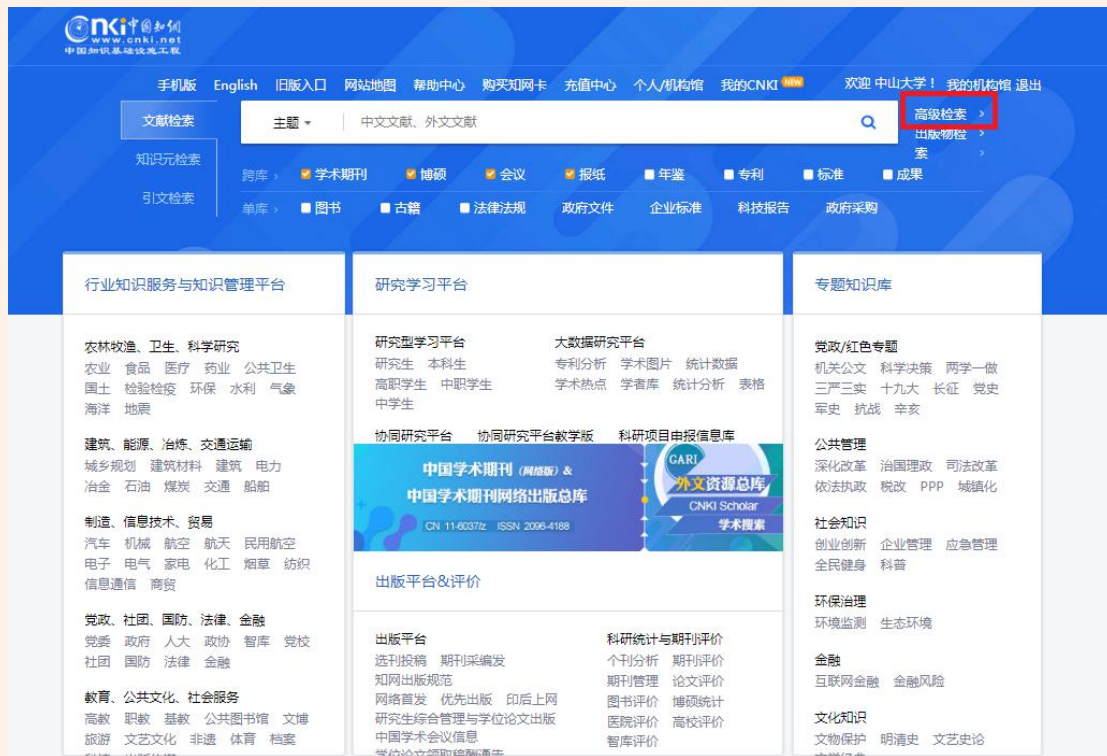 cnki中国知网
www.cnki.net
中国知识基础设施工程
手机版 English 旧版入口 网站地图 帮助中心 购买知网卡 充值中心 个人/机构馆 我的CNKI NEW 欢迎 中山大学！ 我的机构馆 退出
文献检索 主题 中文文献、外文文献 高级检索 >
知识元检索 出版物检索 >
引文检索
跨库 > 学术期刊 博硕 会议 报纸 年鉴 专利 标准 成果
单库 > 图书 古籍 法律法规 政府文件 企业标准 科技报告 政府采购
行业知识服务与知识管理平台
农林牧渔、卫生、科学研究
农业 食品 医疗 药业 公共卫生
国土 检验检疫 环保 水利 气象
海洋 地震
建筑、能源、冶炼、交通运输
城乡规划 建筑材料 建筑 电力
冶金 石油 煤炭 交通 船舶
制造、信息技术、贸易
汽车 机械 航空 航天 民用航空
电子 电气 家电 化工 烟草 纺织
信息通信 商贸
党政、社团、国防、法律、金融
党委 政府 人大 政协 智库 党校
社团 国防 法律 金融
教育、公共文化、社会服务
高教 职教 基教 公共图书馆 文博
旅游 文艺文化 非遗 体育 档案
研究学习平台
研究型学习平台 大数据研究平台
研究生 本科生 专利分析 学术图片 统计数据
高职学生 中职学生 学术热点 学者库 统计分析 表格
中学生
协同研究平台 协同研究平台教学版 科研项目申报信息库
中国学术期刊（网络版）&
中国学术期刊网络出版总库
CN 11-6037/z ISSN 2096-4188
GARI
外文资源总库
CNKI Scholar
学术搜索
出版平台&评价
出版平台 科研统计与期刊评价
选刊投稿 期刊采编发 个刊分析 期刊评价
知网出版规范 期刊管理 论文评价
网络首发 优先出版 印后上网 图书评价 博硕统计
研究生综合管理与学位论文出版 医院评价 高校评价
中国学术会议信息 智库评价
学位论文领取稿酬通告
专题知识库
党政/红色专题
机关公文 科学决策 两学一做
三严三实 十九大 长征 党史
军史 抗战 辛亥
公共管理
深化改革 治国理政 司法改革
依法执政 税改 PPP 城镇化
社会知识
创业创新 企业管理 应急管理
全民健身 科普
环保治理
环境监测 生态环境
金融
互联网金融 金融风险
文化知识
文物保护 明清史 文艺史论